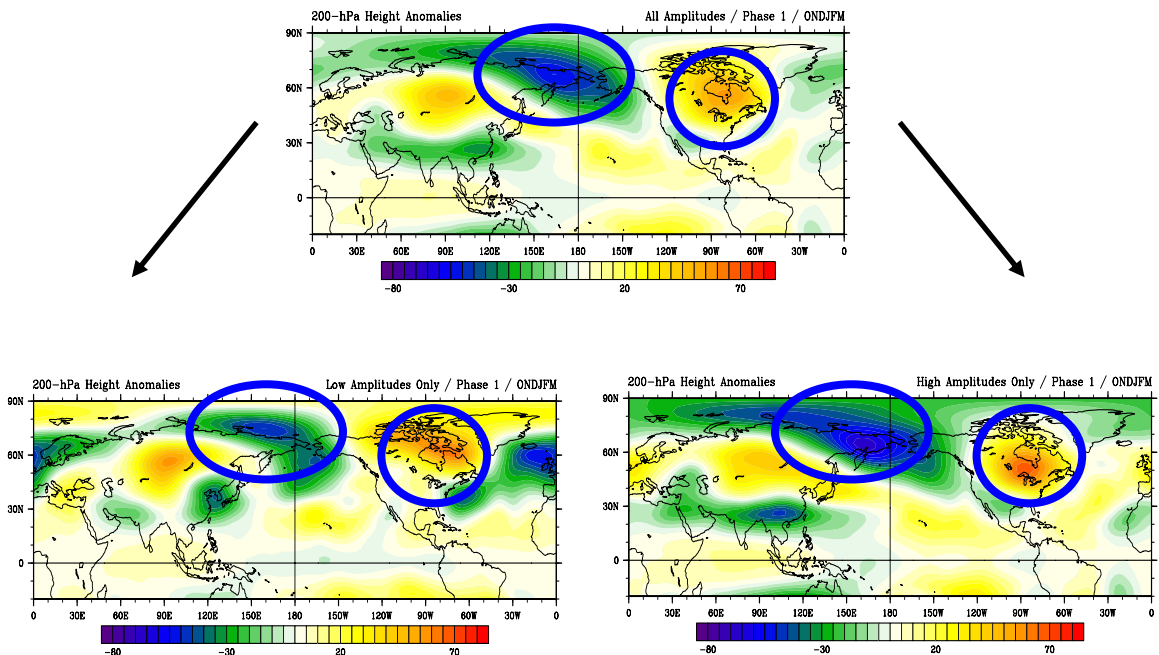 200-hPa Height Anomalies All Amplitudes / Phase 1 / ONDJFM
90N
60N
30N
0
0 30E 60E 90E 120E 150E 180 150W 120W 90W 60W 30W 0
-80 -30 20 70
200-hPa Height Anomalies Low Amplitudes Only / Phase 1 / ONDJFM
90N
60N
30N
0
0 30E 60E 90E 120E 150E 180 150W 120W 90W 60W 30W 0
-80 -30 20 70
200-hPa Height Anomalies High Amplitudes Only / Phase 1 / ONDJFM
90N
60N
30N
0
0 30E 60E 90E 120E 150E 180 150W 120W 90W 60W 30W 0
-80 -30 20 70